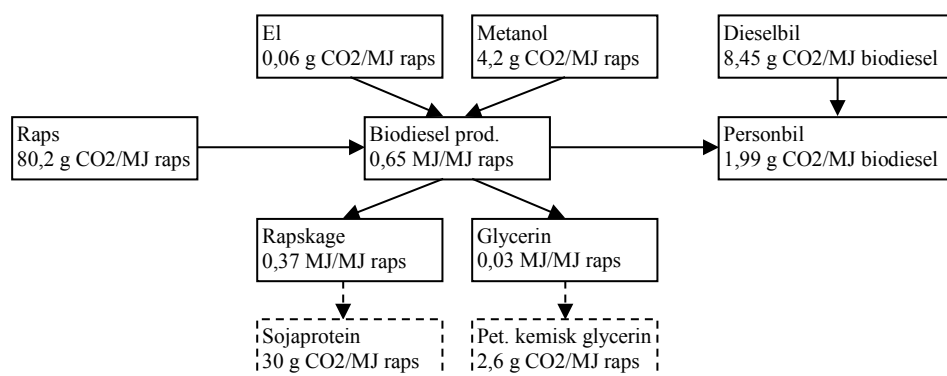 El
0,06 g CO2/MJ raps
Metanol
4,2 g CO2/MJ raps
Dieselbil
8,45 g CO2/MJ biodiesel
Raps
80,2 g CO2/MJ raps
Biodiesel prod.
0,65 MJ/MJ raps
Personbil
1,99 g CO2/MJ biodiesel
Rapskage
0,37 MJ/MJ raps
Glycerin
0,03 MJ/MJ raps
Sojaprotein
30 g CO2/MJ raps
Pet. kemisk glycerin
2,6 g CO2/MJ raps